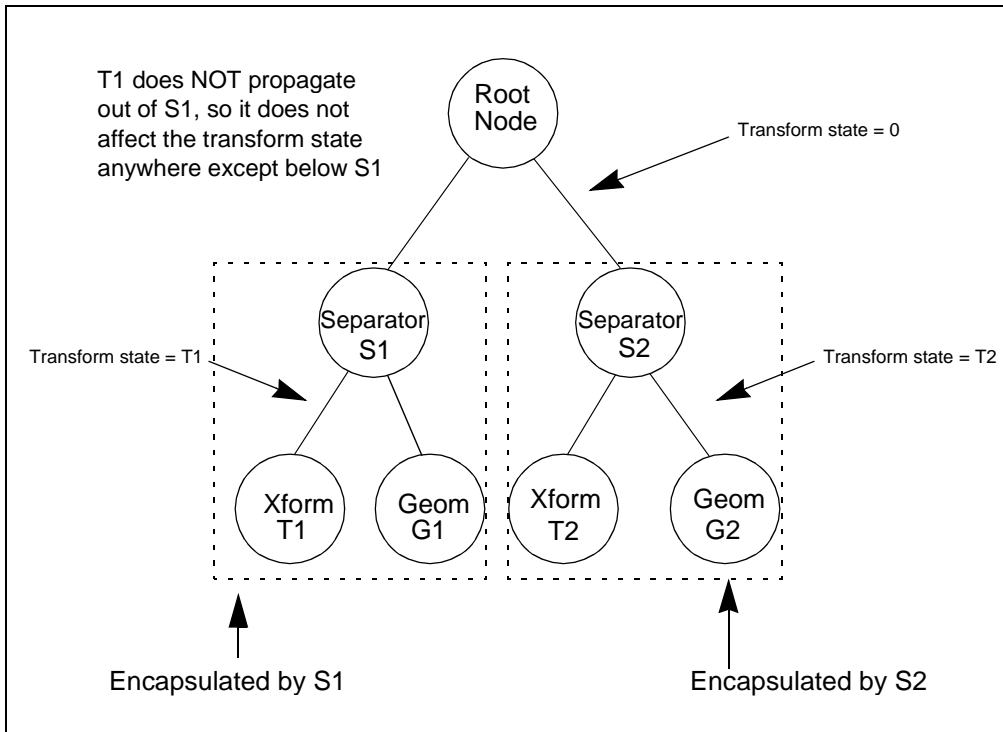 T1 does NOT propagate
out of S1, so it does not
affect the transform state
anywhere except below S1
Root
Node
Transform state = 0
Separator
S1
Separator
S2
Transform state = T1
Transform state = T2
Xform
T1
Geom
G1
Xform
T2
Geom
G2
Encapsulated by S1
Encapsulated by S2